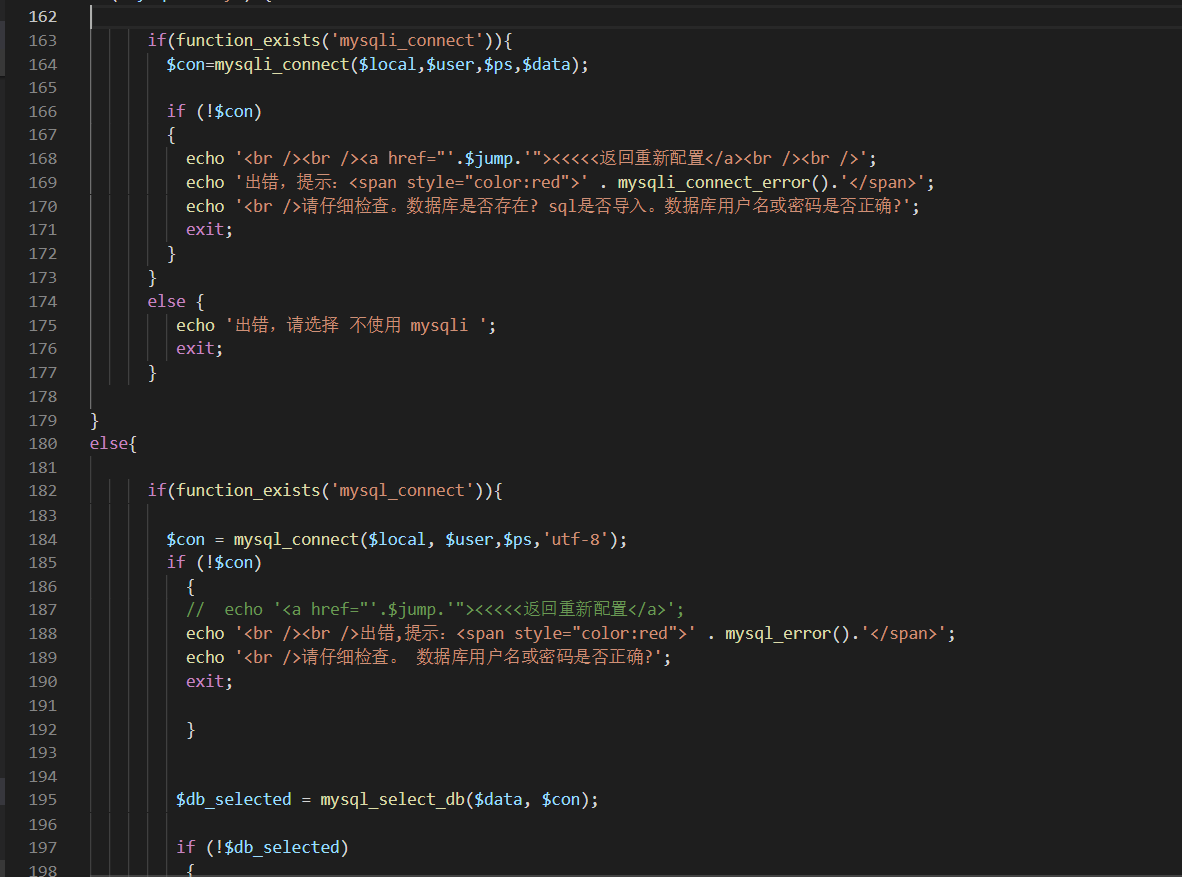 162
163 if(function_exists('mysqli_connect')){
164 $con=mysqli_connect($local,$user,$ps,$data);
165
166 if (!$con)
167 {
168 echo '<br /><br /><a href="'.$jump.'"><<<<<返回重新配置</a><br /><br />';
169 echo '出错，提示：<span style="color:red">' . mysqli_connect_error().'</span>';
170 echo '<br />请仔细检查。数据库是否存在? sql是否导入。数据库用户名或密码是否正确?';
171 exit;
172 }
173 }
174 else {
175 echo '出错，请选择 不使用 mysqli ';
176 exit;
177 }
178
179 }
180 else{
181
182 if(function_exists('mysql_connect')){
183
184 $con = mysql_connect($local, $user,$ps,'utf-8');
185 if (!$con)
186 {
187 //  echo '<a href="'.$jump.'"><<<<<返回重新配置</a>';
188 echo '<br /><br />出错,提示：<span style="color:red">' . mysql_error().'</span>';
189 echo '<br />请仔细检查。 数据库用户名或密码是否正确?';
190 exit;
191
192 }
193
194
195 $db_selected = mysql_select_db($data, $con);
196
197 if (!$db_selected)
198 {